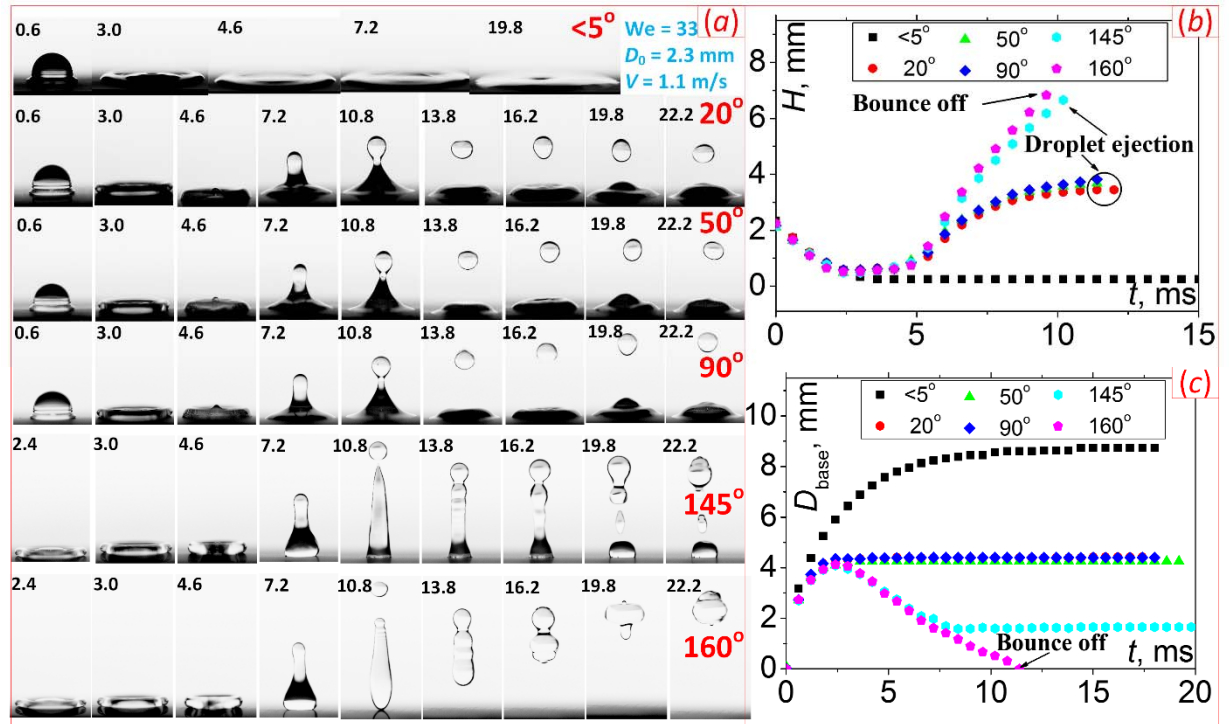 (a)
0.6 3.0 4.6 7.2 19.8 <5°
We = 33
D₀ = 2.3 mm
V = 1.1 m/s
0.6 3.0 4.6 7.2 10.8 13.8 16.2 19.8 22.2
20°
0.6 3.0 4.6 7.2 10.8 13.8 16.2 19.8 22.2
50°
0.6 3.0 4.6 7.2 10.8 13.8 16.2 19.8 22.2
90°
2.4 3.0 4.6 7.2 10.8 13.8 16.2 19.8 22.2
145°
2.4 3.0 4.6 7.2 10.8 13.8 16.2 19.8 22.2
160°
(b)
H, mm
10
8
6
4
2
0
<5° 50° 145°
20° 90° 160°
Bounce off
Droplet ejection
0 5 10 15
t, ms
(c)
D_base, mm
10
8
6
4
2
0
<5° 50° 145°
20° 90° 160°
Bounce off
t, ms
0 5 10 15 20